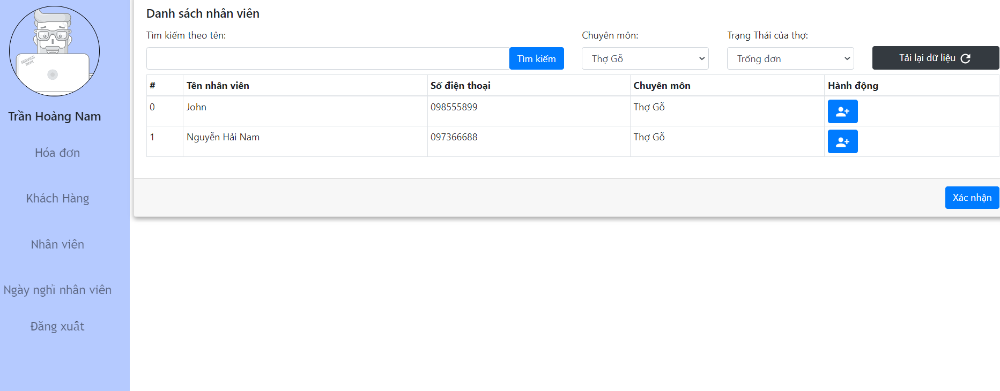 SERVICE
DESK
Trần Hoàng Nam
Hóa đơn
Khách Hàng
Nhân viên
Ngày nghỉ nhân viên
Đăng xuất
Danh sách nhân viên
Tìm kiếm theo tên:
Chuyên môn:
Trạng Thái của thợ:
Tìm kiếm
Thợ Gỗ
Trống đơn
Tải lại dữ liệu
# Tên nhân viên Số điện thoại Chuyên môn Hành động
0 John 098555899 Thợ Gỗ
1 Nguyễn Hải Nam 097366688 Thợ Gỗ
Xác nhận